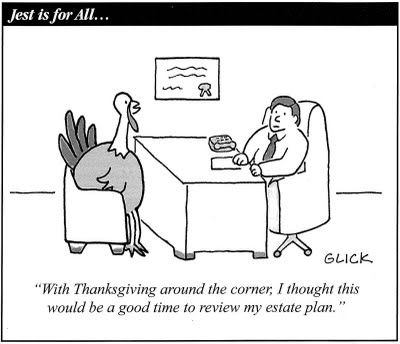 Jest is for All…
GLICK
“With Thanksgiving around the corner, I thought this
would be a good time to review my estate plan.”